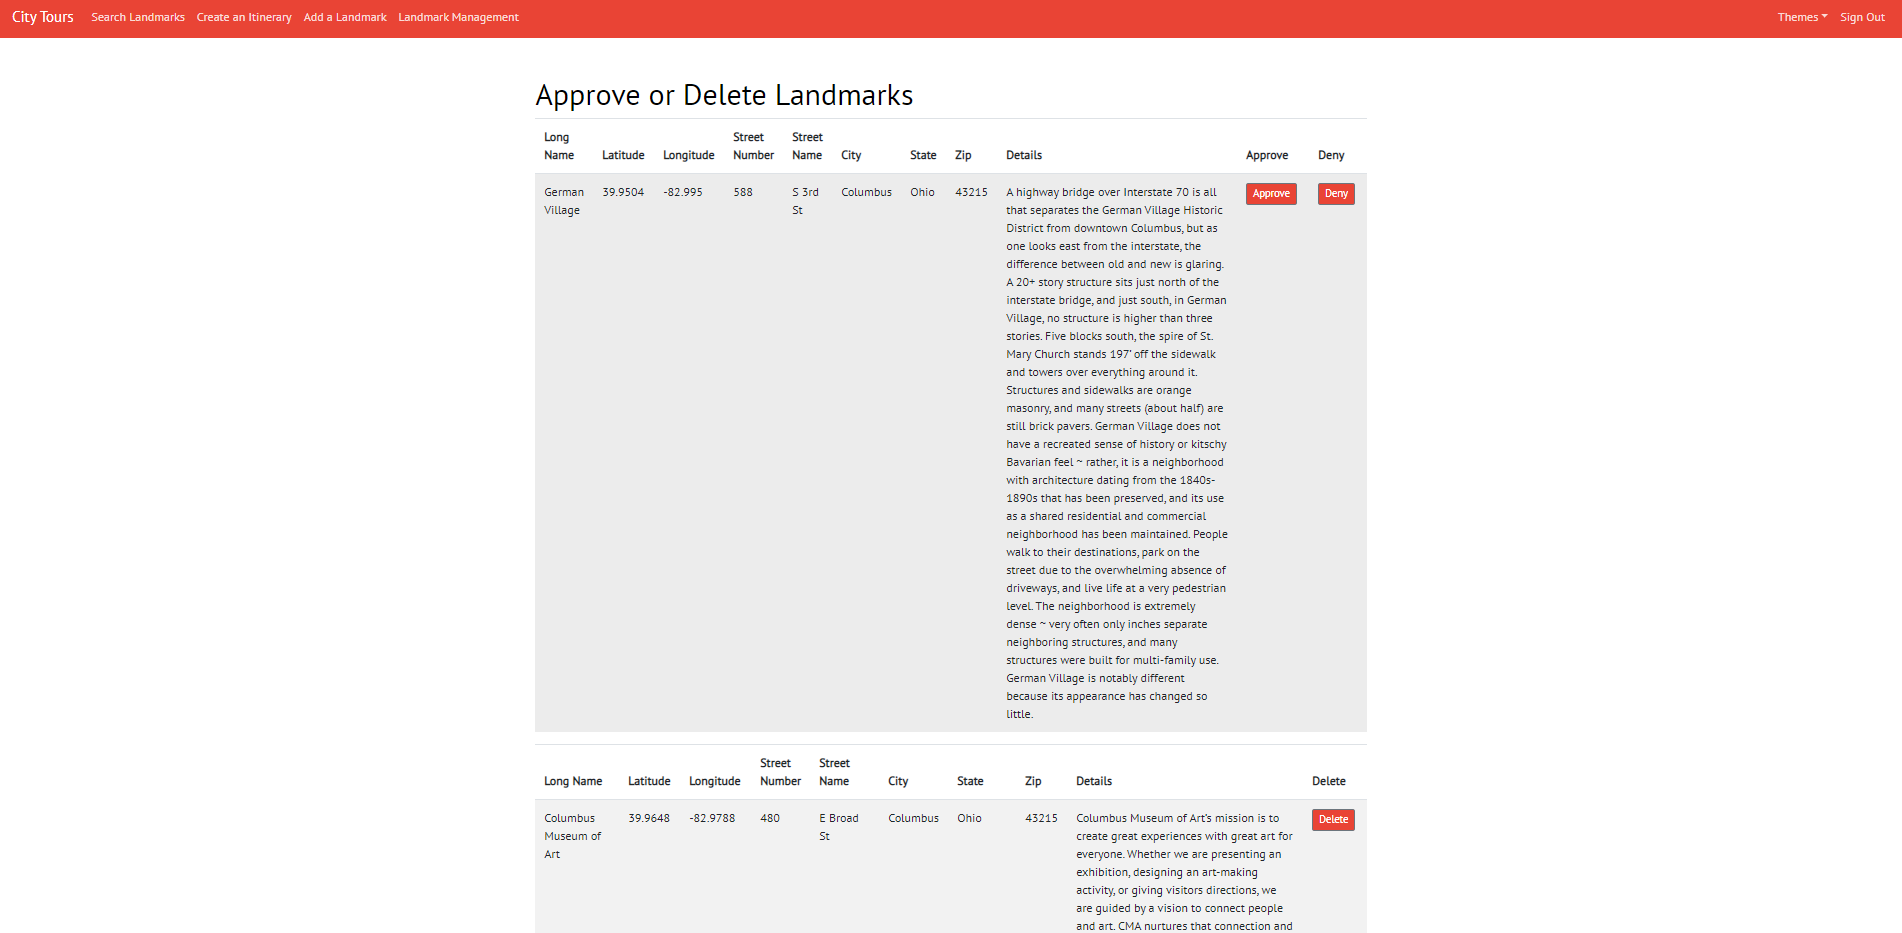 City Tours Search Landmarks Create an Itinerary Add a Landmark Landmark Management Themes Sign Out
Approve or Delete Landmarks
Long Name Latitude Longitude Street Number Street Name City State Zip Details Approve Deny
German Village 39.9504 -82.995 588 S 3rd St Columbus Ohio 43215
A highway bridge over Interstate 70 is all
that separates the German Village Historic
District from downtown Columbus, but as
one looks east from the interstate, the
difference between old and new is glaring.
A 20+ story structure sits just north of the
interstate bridge, and just south, in German
Village, no structure is higher than three
stories. Five blocks south, the spire of St.
Mary Church stands 197' off the sidewalk
and towers over everything around it.
Structures and sidewalks are orange
masonry, and many streets (about half) are
still brick pavers. German Village does not
have a recreated sense of history or kitschy
Bavarian feel ~ rather, it is a neighborhood
with architecture dating from the 1840s-
1890s that has been preserved, and its use
as a shared residential and commercial
neighborhood has been maintained. People
walk to their destinations, park on the
street due to the overwhelming absence of
driveways, and live life at a very pedestrian
level. The neighborhood is extremely
dense ~ very often only inches separate
neighboring structures, and many
structures were built for multi-family use.
German Village is notably different
because its appearance has changed so
little.
Approve Deny
Long Name Latitude Longitude Street Number Street Name City State Zip Details Delete
Columbus Museum of Art 39.9648 -82.9788 480 E Broad St Columbus Ohio 43215
Columbus Museum of Art's mission is to
create great experiences with great art for
everyone. Whether we are presenting an
exhibition, designing an art-making
activity, or giving visitors directions, we
are guided by a vision to connect people
and art. CMA nurtures that connection and
Delete